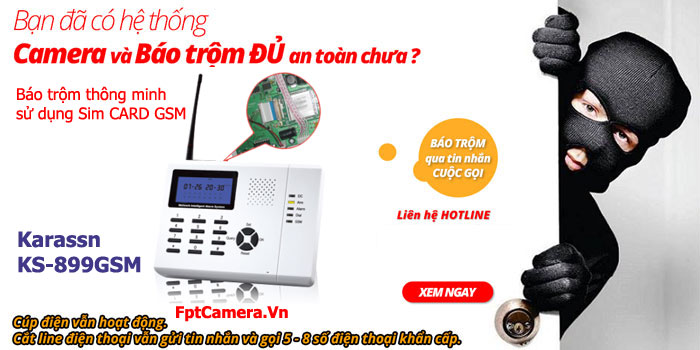 Bạn đã có hệ thống
Camera và Báo trộm ĐỦ an toàn chưa ?
Báo trộm thông minh
sử dụng Sim CARD GSM
BÁO TRỘM
qua tin nhắn
CUỘC GỌI
Liên hệ HOTLINE
01-26 20-30
Karassn
KS-899GSM
XEM NGAY
FptCamera.Vn
Cúp điện vẫn hoạt động.
Cắt line điện thoại vẫn gửi tin nhắn và gọi 5 - 8 số điện thoại khẩn cấp.